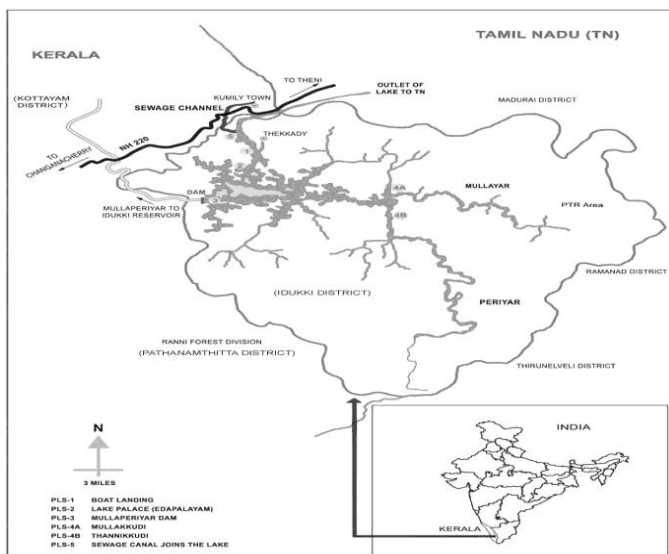 KERALA
TAMIL NADU (TN)
TO THENI
OUTLET OF
LAKE TO TN
KUMILY TOWN
(KOTTAYAM
DISTRICT)
SEWAGE CHANNEL
MADURAI DISTRICT
5
THEKKADY
NH 220
1
2
TO
CHANGANACHERRY
DAM
3
4A
MULLAYAR
PTR Area
MULLAPERIYAR TO
IDUKKI RESERVOIR
4B
RAMANAD DISTRICT
(IDUKKI DISTRICT)
PERIYAR
RANNI FOREST DIVISION
(PATHANAMTHITTA DISTRICT)
THIRUNELVELI DISTRICT
INDIA
N
3 MILES
KERALA
PLS-1 BOAT LANDING
PLS-2 LAKE PALACE (EDAPALAYAM)
PLS-3 MULLAPERIYAR DAM
PLS-4A MULLAKKUDI
PLS-4B THANNIKKUDI
PLS-5 SEWAGE CANAL JOINS THE LAKE